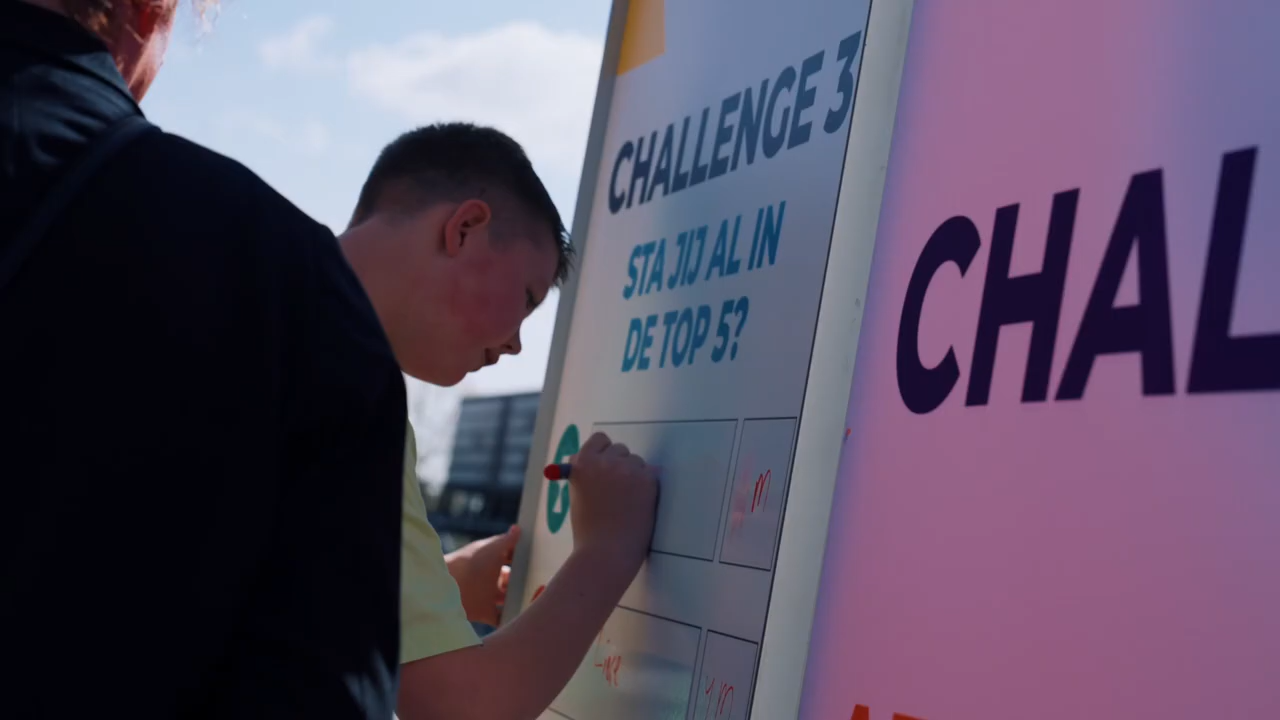 CHALLENGE 3
STA JIJ AL IN
DE TOP 5?
m
m
CHAL